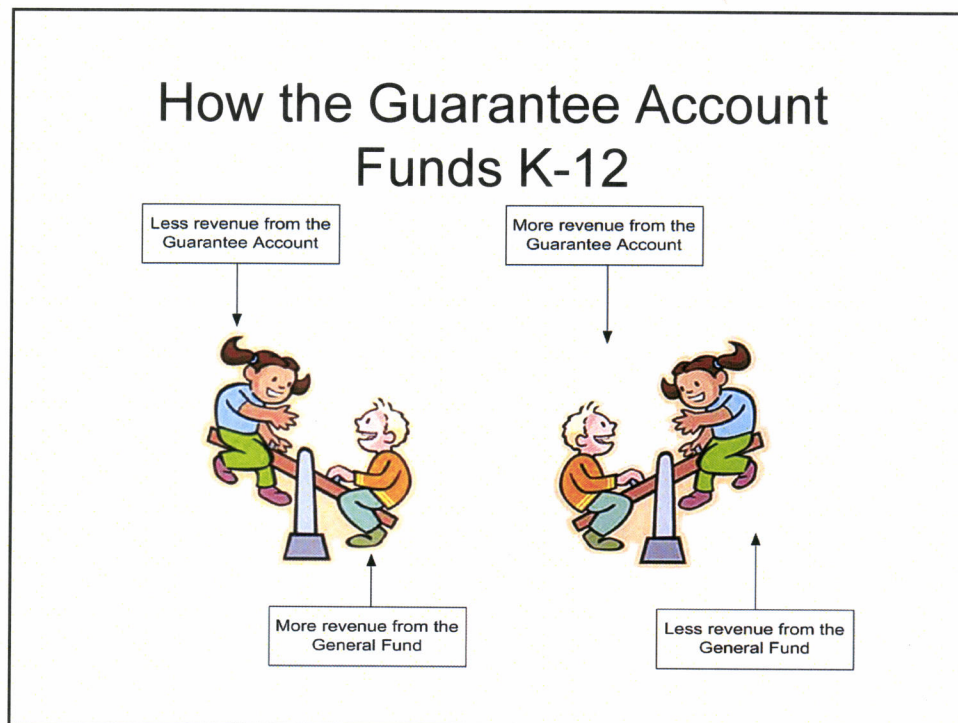 How the Guarantee Account
Funds K-12
Less revenue from the
Guarantee Account
More revenue from the
Guarantee Account
More revenue from the
General Fund
Less revenue from the
General Fund